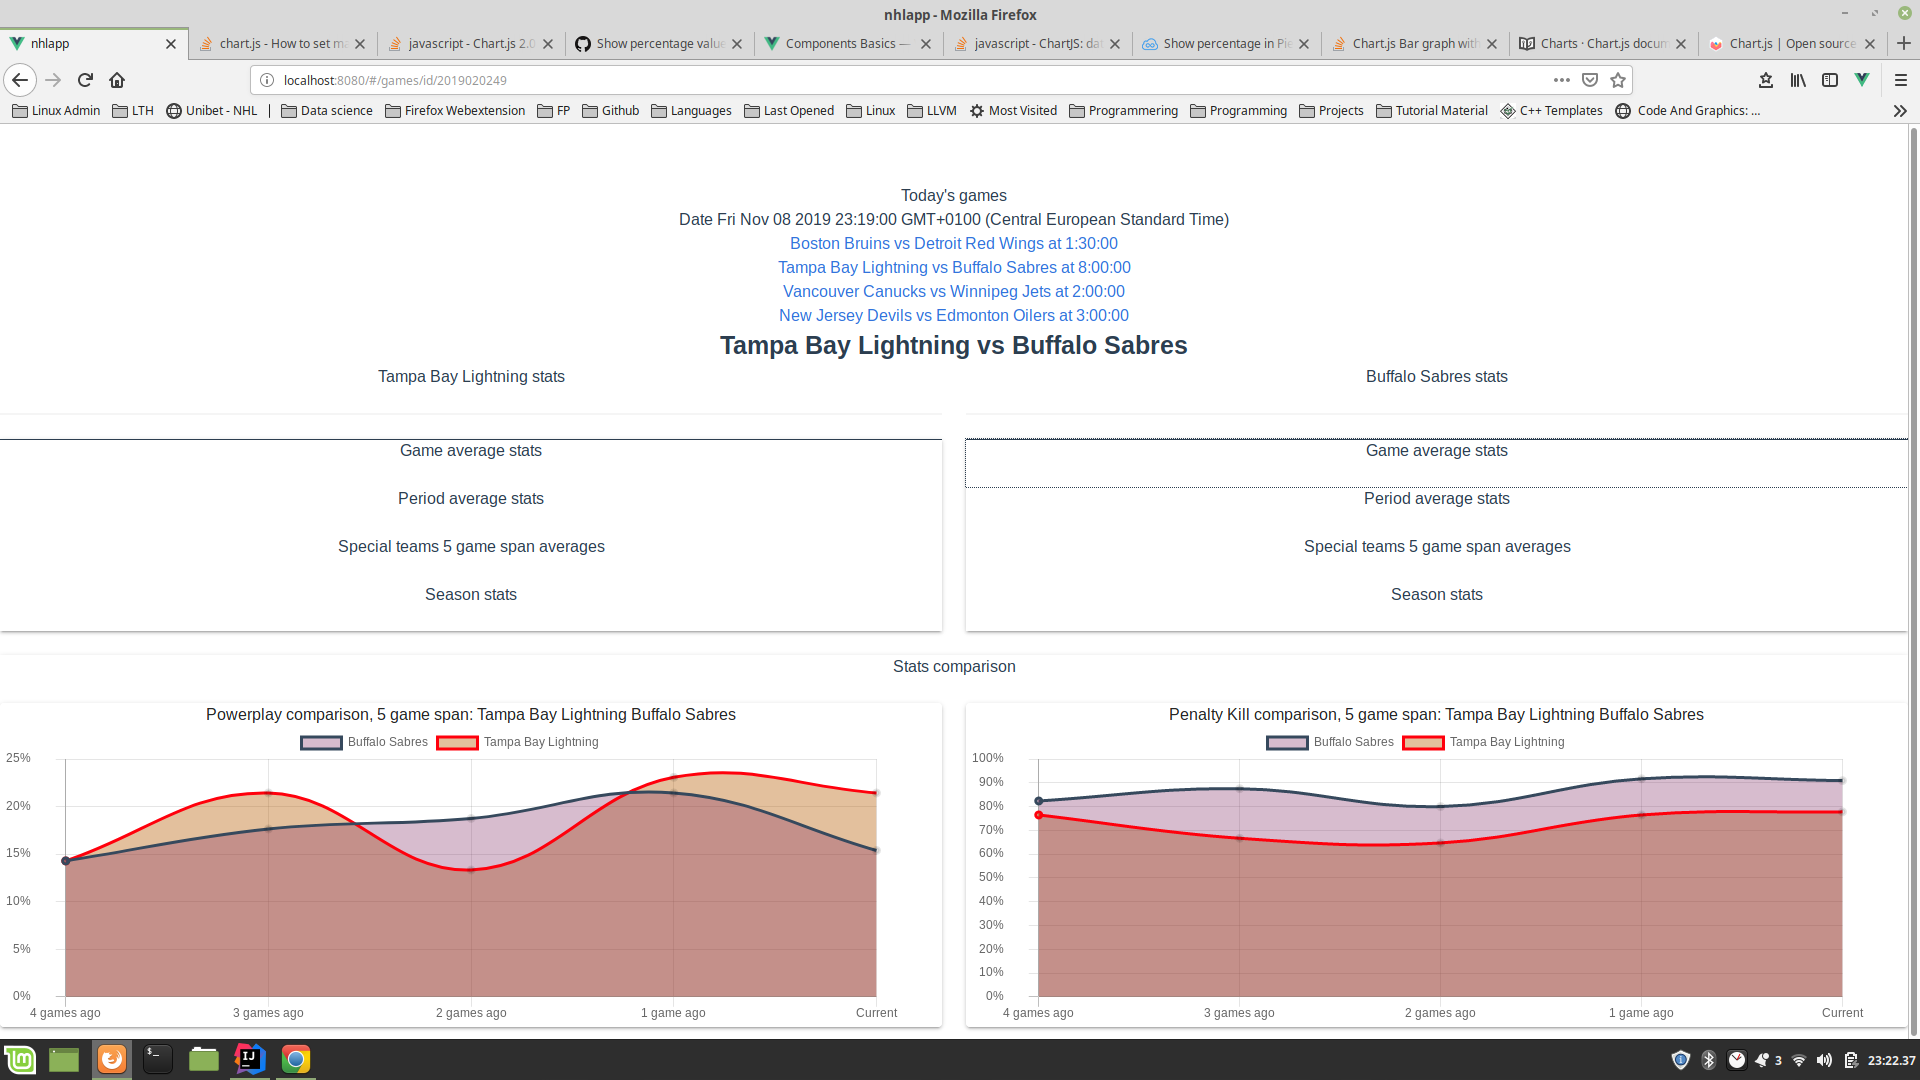 nhlapp - Mozilla Firefox
nhlapp
chart.js - How to set ma
javascript - Chart.js 2.0
Show percentage value
Components Basics —
javascript - ChartJS: dat
Show percentage in Pie
Chart.js Bar graph with
Charts · Chart.js docum
Chart.js | Open source
localhost:8080/#/games/id/2019020249
Linux Admin LTH Unibet - NHL | Data science Firefox Webextension FP Github Languages Last Opened Linux LLVM Most Visited Programmering Programming Projects Tutorial Material C++ Templates Code And Graphics: ...
Today's games
Date Fri Nov 08 2019 23:19:00 GMT+0100 (Central European Standard Time)
Boston Bruins vs Detroit Red Wings at 1:30:00
Tampa Bay Lightning vs Buffalo Sabres at 8:00:00
Vancouver Canucks vs Winnipeg Jets at 2:00:00
New Jersey Devils vs Edmonton Oilers at 3:00:00
Tampa Bay Lightning vs Buffalo Sabres
Tampa Bay Lightning stats
Game average stats
Period average stats
Special teams 5 game span averages
Season stats
Buffalo Sabres stats
Game average stats
Period average stats
Special teams 5 game span averages
Season stats
Stats comparison
Powerplay comparison, 5 game span: Tampa Bay Lightning Buffalo Sabres
Buffalo Sabres Tampa Bay Lightning
25%
20%
15%
10%
5%
0%
4 games ago 3 games ago 2 games ago 1 game ago Current
Penalty Kill comparison, 5 game span: Tampa Bay Lightning Buffalo Sabres
Buffalo Sabres Tampa Bay Lightning
100%
90%
80%
70%
60%
50%
40%
30%
20%
10%
0%
4 games ago 3 games ago 2 games ago 1 game ago Current
IJ
3 23:22.37